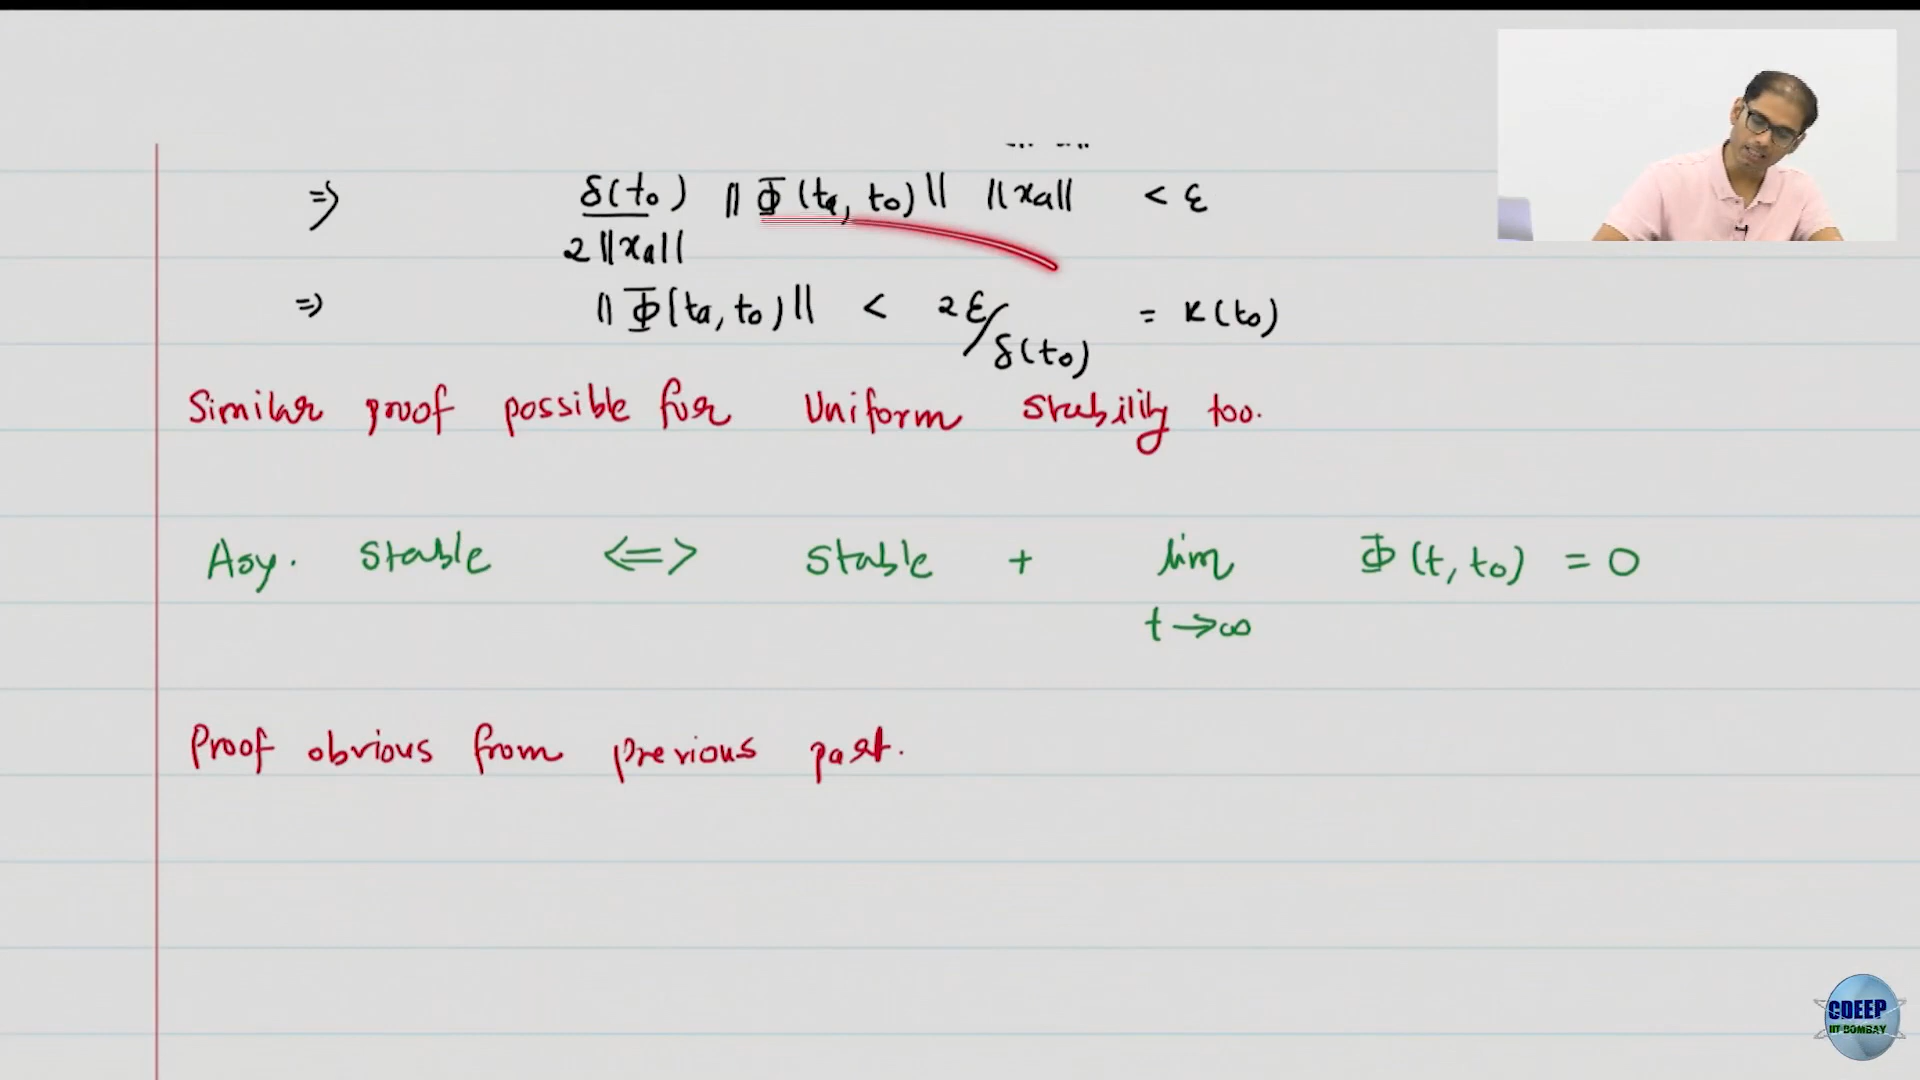 ⇒ δ(t₀) ‖Φ(tₐ, t₀)‖ ‖xₐ‖ < ε
2‖xₐ‖
⇒ ‖Φ(tₐ, t₀)‖ < 2ε/δ(t₀) = K(t₀)
Similar proof possible for Uniform Stability too.
Asy. Stable <=> Stable + lim Φ(t, t₀) = 0
t→∞
Proof obvious from previous part.
CDEEP
IIT BOMBAY